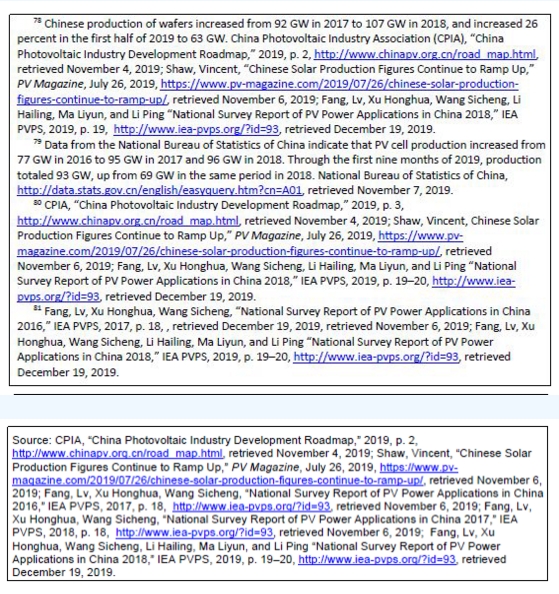 78 Chinese production of wafers increased from 92 GW in 2017 to 107 GW in 2018, and increased 26
percent in the first half of 2019 to 63 GW. China Photovoltaic Industry Association (CPIA), “China
Photovoltaic Industry Development Roadmap,” 2019, p. 2, http://www.chinapv.org.cn/road_map.html,
retrieved November 4, 2019; Shaw, Vincent, “Chinese Solar Production Figures Continue to Ramp Up,”
PV Magazine, July 26, 2019, https://www.pv-magazine.com/2019/07/26/chinese-solar-production-
figures-continue-to-ramp-up/, retrieved November 6, 2019; Fang, Lv, Xu Honghua, Wang Sicheng, Li
Hailing, Ma Liyun, and Li Ping “National Survey Report of PV Power Applications in China 2018,” IEA
PVPS, 2019, p. 19, http://www.iea-pvps.org/?id=93, retrieved December 19, 2019.
79 Data from the National Bureau of Statistics of China indicate that PV cell production increased from
77 GW in 2016 to 95 GW in 2017 and 96 GW in 2018. Through the first nine months of 2019, production
totaled 93 GW, up from 69 GW in the same period in 2018. National Bureau of Statistics of China,
http://data.stats.gov.cn/english/easyquery.htm?cn=A01, retrieved November 7, 2019.
80 CPIA, “China Photovoltaic Industry Development Roadmap,” 2019, p. 3,
http://www.chinapv.org.cn/road_map.html, retrieved November 4, 2019; Shaw, Vincent, Chinese Solar
Production Figures Continue to Ramp Up,” PV Magazine, July 26, 2019, https://www.pv-
magazine.com/2019/07/26/chinese-solar-production-figures-continue-to-ramp-up/, retrieved
November 6, 2019; Fang, Lv, Xu Honghua, Wang Sicheng, Li Hailing, Ma Liyun, and Li Ping “National
Survey Report of PV Power Applications in China 2018,” IEA PVPS, 2019, p. 19–20, http://www.iea-
pvps.org/?id=93, retrieved December 19, 2019.
81 Fang, Lv, Xu Honghua, Wang Sicheng, “National Survey Report of PV Power Applications in China
2016,” IEA PVPS, 2017, p. 18, , retrieved December 19, 2019, retrieved November 6, 2019; Fang, Lv, Xu
Honghua, Wang Sicheng, Li Hailing, Ma Liyun, and Li Ping “National Survey Report of PV Power
Applications in China 2018,” IEA PVPS, 2019, p. 19–20, http://www.iea-pvps.org/?id=93, retrieved
December 19, 2019.
Source: CPIA, “China Photovoltaic Industry Development Roadmap,” 2019, p. 2,
http://www.chinapv.org.cn/road_map.html, retrieved November 4, 2019; Shaw, Vincent, “Chinese Solar
Production Figures Continue to Ramp Up,” PV Magazine, July 26, 2019, https://www.pv-
magazine.com/2019/07/26/chinese-solar-production-figures-continue-to-ramp-up/, retrieved November 6,
2019; Fang, Lv, Xu Honghua, Wang Sicheng, “National Survey Report of PV Power Applications in China
2016,” IEA PVPS, 2017, p. 18, http://www.iea-pvps.org/?id=93, retrieved November 6, 2019; Fang, Lv,
Xu Honghua, Wang Sicheng, “National Survey Report of PV Power Applications in China 2017,” IEA
PVPS, 2018, p. 18, http://www.iea-pvps.org/?id=93, retrieved November 6, 2019; Fang, Lv, Xu
Honghua, Wang Sicheng, Li Hailing, Ma Liyun, and Li Ping “National Survey Report of PV Power
Applications in China 2018,” IEA PVPS, 2019, p. 19–20, http://www.iea-pvps.org/?id=93, retrieved
December 19, 2019.